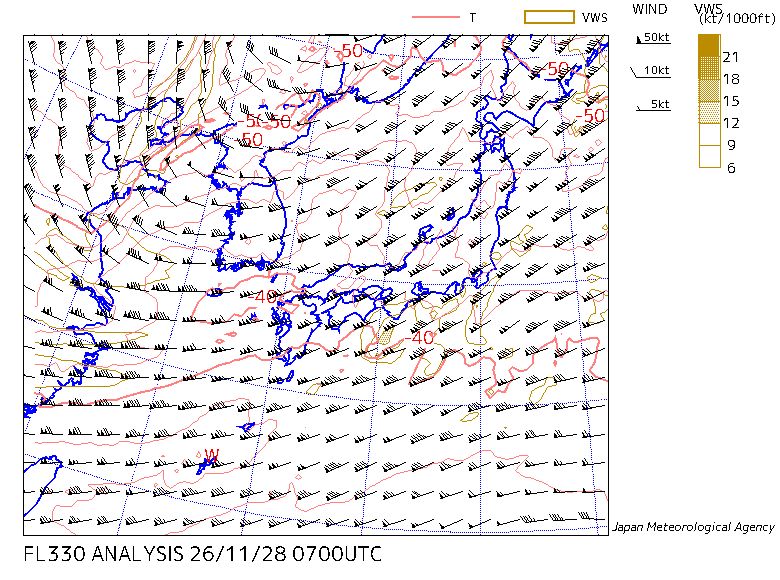 T
VWS
WIND
VWS
(kt/1000ft)
50kt
10kt
5kt
21
18
15
12
9
6
-50
50
-50
-50-50
-50
-40
-40
W
Japan Meteorological Agency
FL330 ANALYSIS 26/11/28 0700UTC